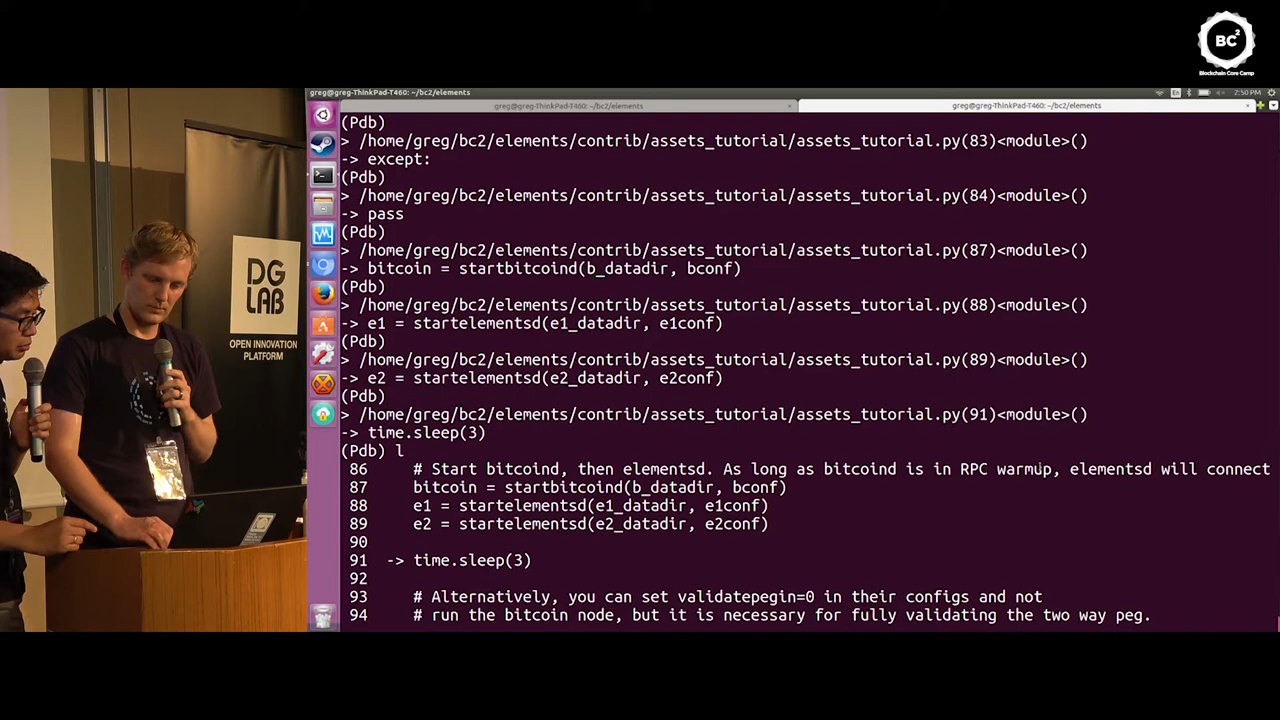 BC²
Blockchain Core Camp
greg@greg-ThinkPad-T460: ~/bc2/elements
En
2:50 PM
greg@greg-ThinkPad-T460: ~/bc2/elements
greg@greg-ThinkPad-T460: ~/bc2/elements
(Pdb)
> /home/greg/bc2/elements/contrib/assets_tutorial/assets_tutorial.py(83)<module>()
-> except:
(Pdb)
> /home/greg/bc2/elements/contrib/assets_tutorial/assets_tutorial.py(84)<module>()
-> pass
(Pdb)
> /home/greg/bc2/elements/contrib/assets_tutorial/assets_tutorial.py(87)<module>()
-> bitcoin = startbitcoind(b_datadir, bconf)
(Pdb)
> /home/greg/bc2/elements/contrib/assets_tutorial/assets_tutorial.py(88)<module>()
-> e1 = startelementsd(e1_datadir, e1conf)
(Pdb)
> /home/greg/bc2/elements/contrib/assets_tutorial/assets_tutorial.py(89)<module>()
-> e2 = startelementsd(e2_datadir, e2conf)
(Pdb)
> /home/greg/bc2/elements/contrib/assets_tutorial/assets_tutorial.py(91)<module>()
-> time.sleep(3)
(Pdb) l
86 # Start bitcoind, then elementsd. As long as bitcoind is in RPC warmup, elementsd will connect
87 bitcoin = startbitcoind(b_datadir, bconf)
88 e1 = startelementsd(e1_datadir, e1conf)
89 e2 = startelementsd(e2_datadir, e2conf)
90
91 -> time.sleep(3)
92
93 # Alternatively, you can set validatepegin=0 in their configs and not
94 # run the bitcoin node, but it is necessary for fully validating the two way peg.
DG
LAB
OPEN INNOVATION
PLATFORM